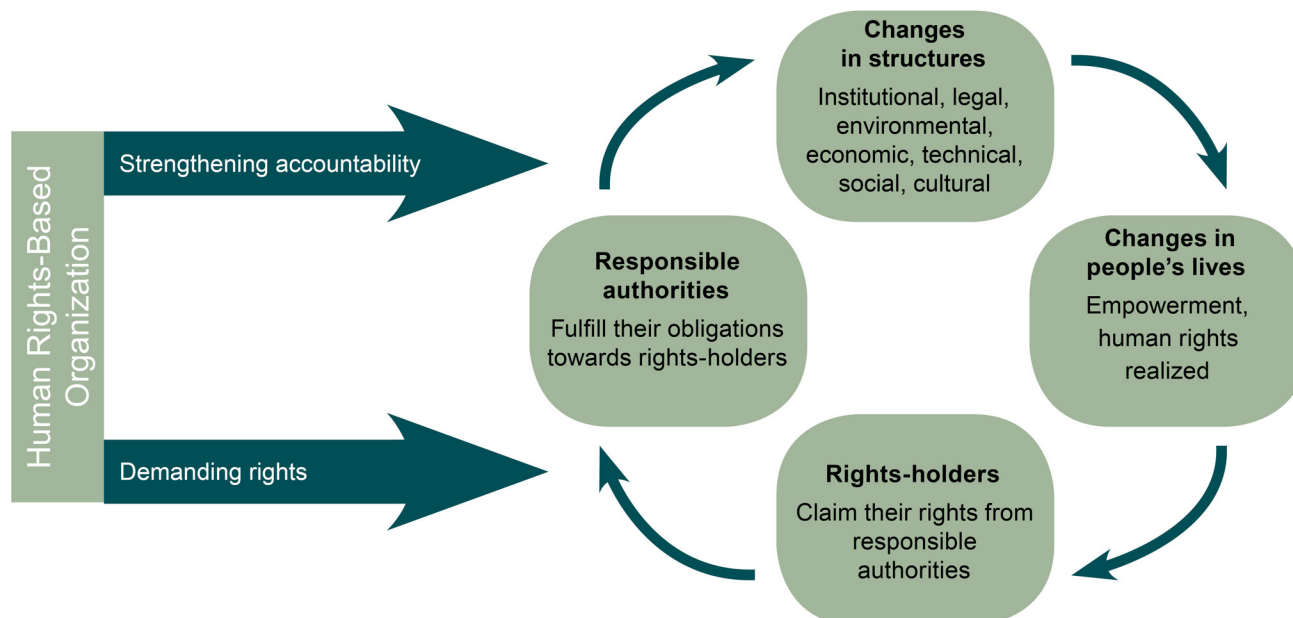 Human Rights-Based
Organization
Strengthening accountability
Demanding rights
Changes
in structures
Institutional, legal,
environmental,
economic, technical,
social, cultural
Changes in
people’s lives
Empowerment,
human rights
realized
Rights-holders
Claim their rights from
responsible
authorities
Responsible
authorities
Fulfill their obligations
towards rights-holders